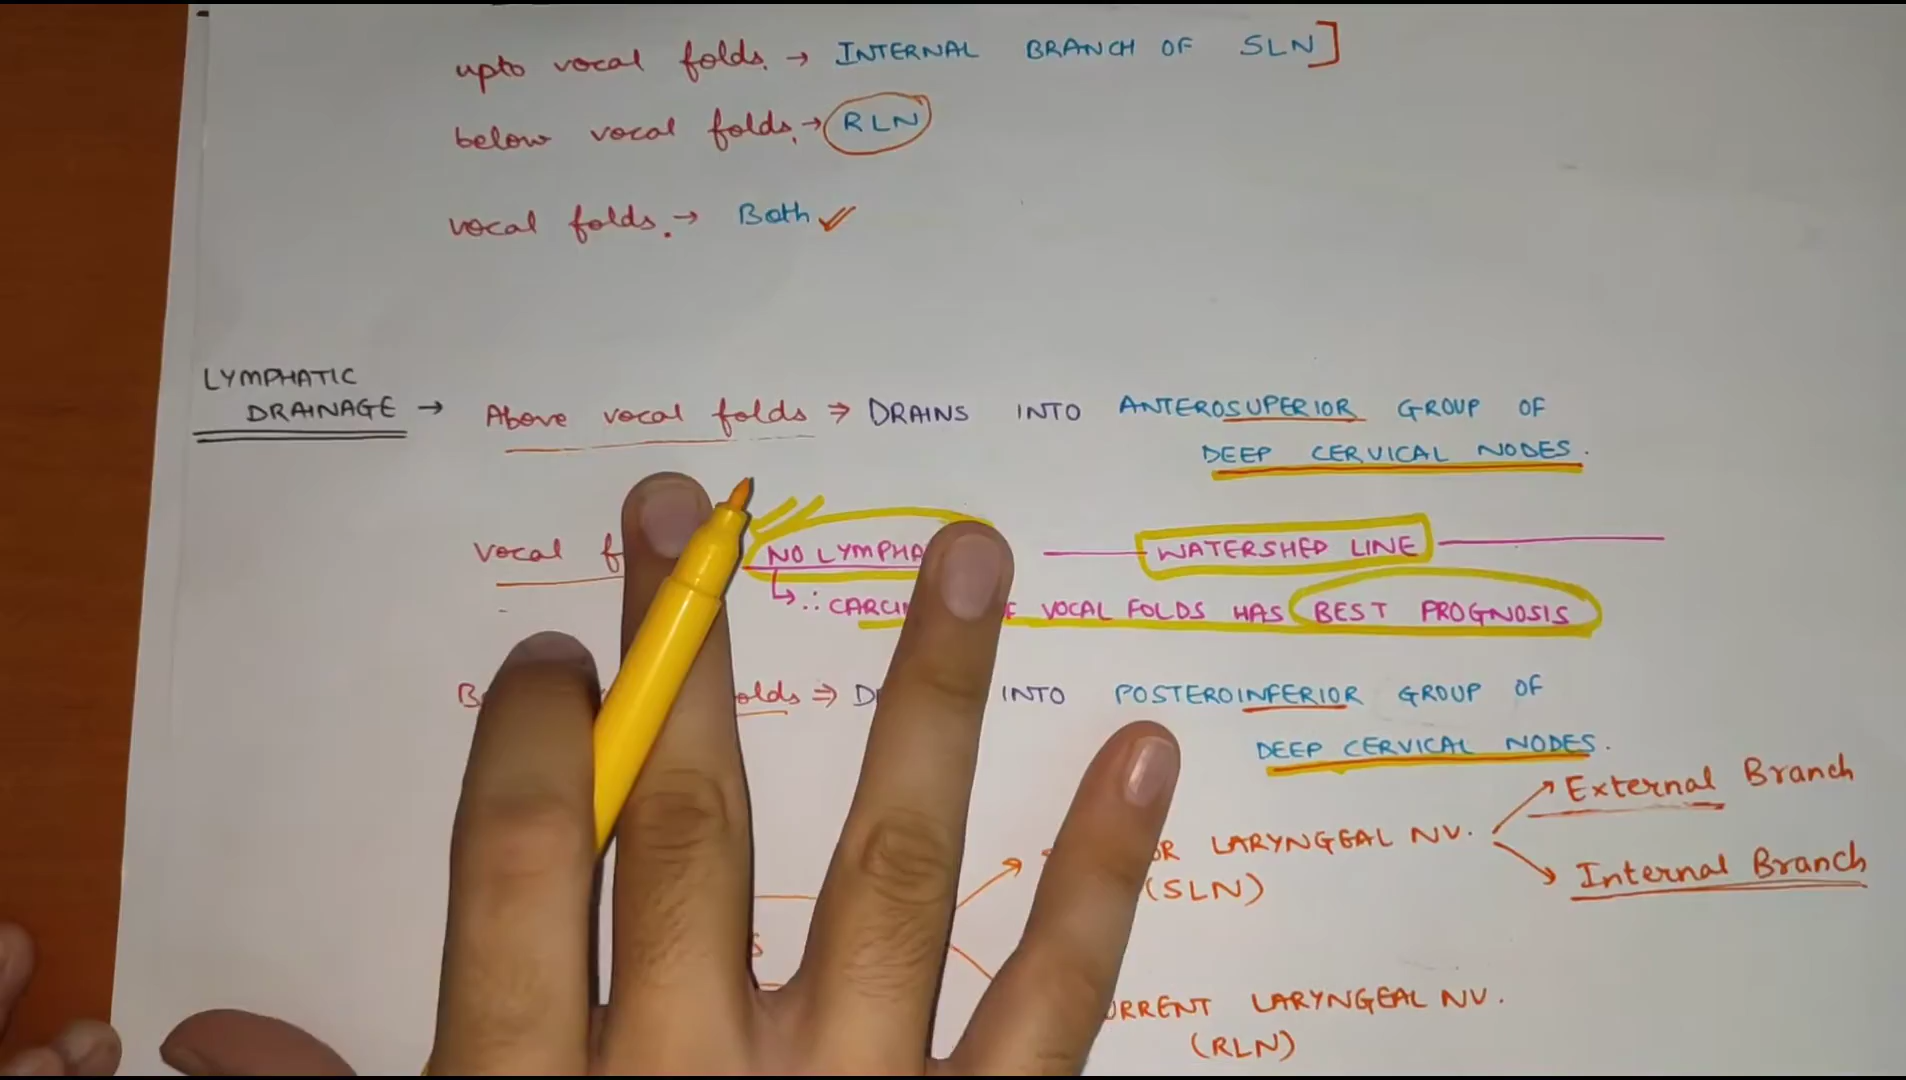 upto vocal folds. → INTERNAL BRANCH OF SLN]
below vocal folds. → RLN
vocal folds. → Both ✓
LYMPHATIC
DRAINAGE → Above vocal folds ⇒ DRAINS INTO ANTEROSUPERIOR GROUP OF
DEEP CERVICAL NODES.
vocal NO LYMPHA WATERSHED LINE
∴ VOCAL FOLDS HAS BEST PROGNOSIS
olds ⇒ INTO POSTEROINFERIOR GROUP OF
DEEP CERVICAL NODES.
External Branch
LARYNGEAL NV.
Internal Branch
(SLN)
LARYNGEAL NV.
(RLN)